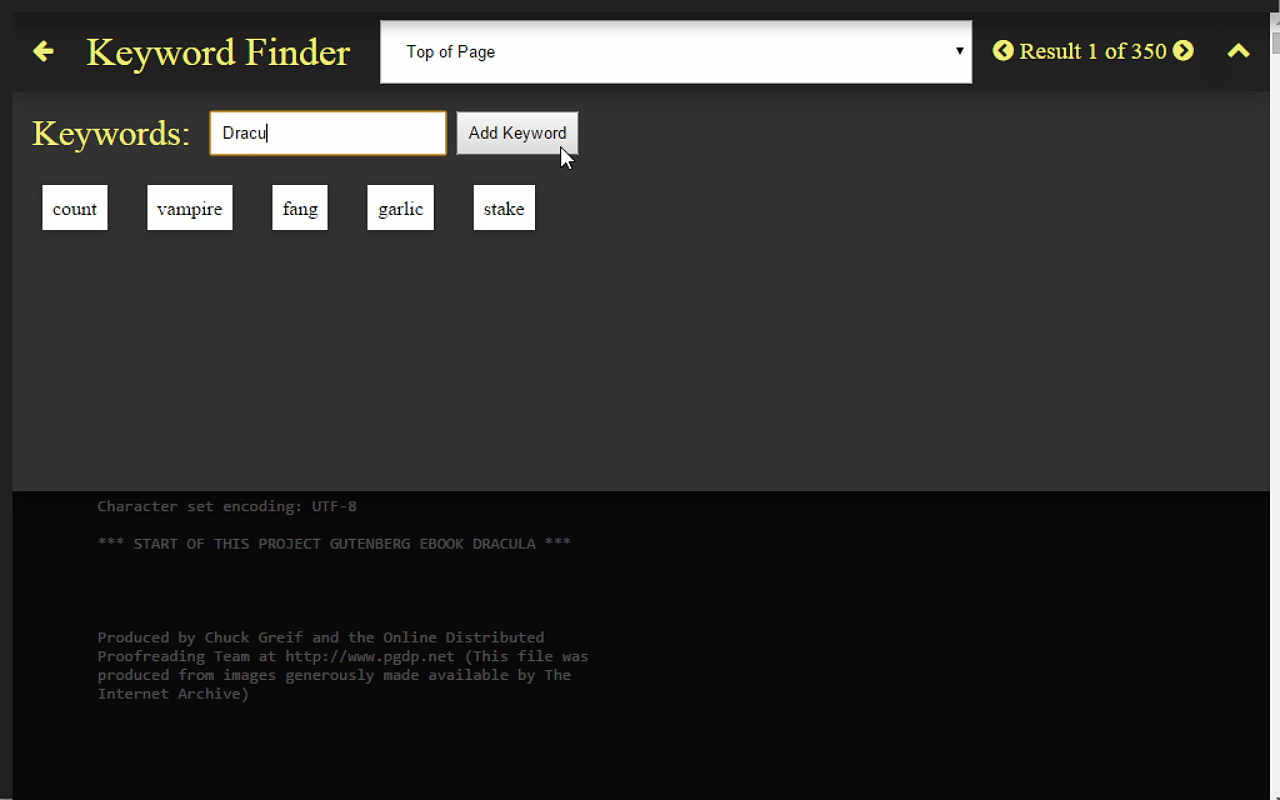 Keyword Finder
Top of Page
Result 1 of 350
Keywords:
Dracu
Add Keyword
count vampire fang garlic stake
Character set encoding: UTF-8
*** START OF THIS PROJECT GUTENBERG EBOOK DRACULA ***
Produced by Chuck Greif and the Online Distributed
Proofreading Team at http://www.pgdp.net (This file was
produced from images generously made available by The
Internet Archive)